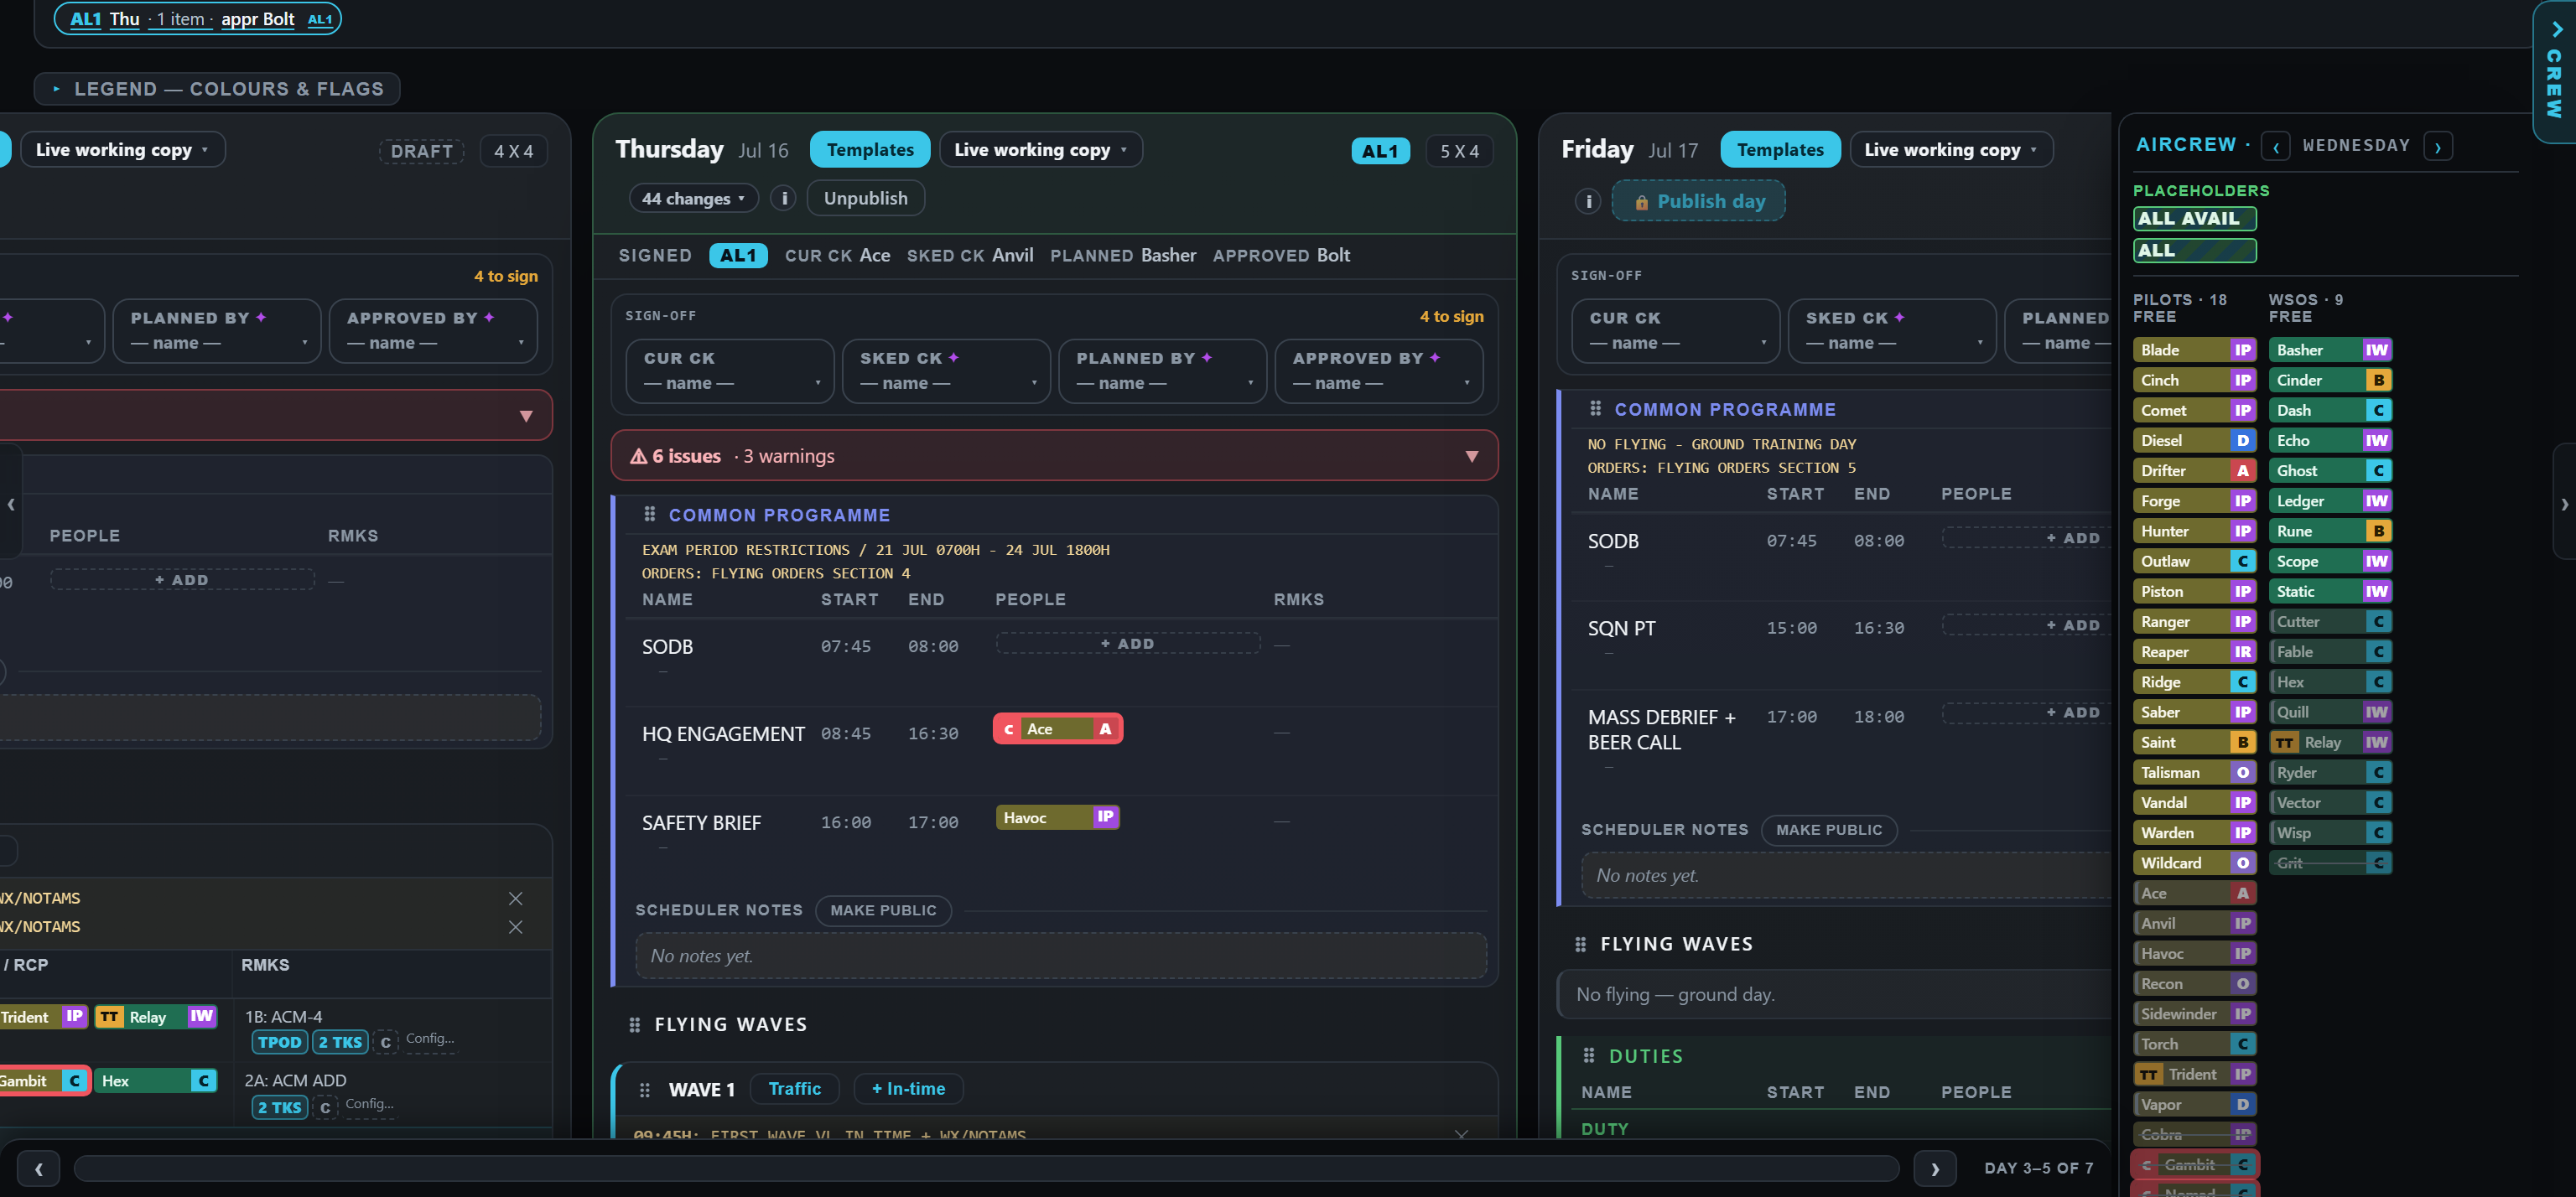 AL1 Thu · 1 item · appr Bolt AL1
LEGEND — COLOURS & FLAGS
CREW
Live working copy
DRAFT
4 X 4
4 to sign
PLANNED BY
— name —
APPROVED BY
— name —
PEOPLE
RMKS
+ ADD
—
/ RCP
RMKS
Trident IP
TT Relay IW
1B: ACM-4
TPOD 2 TKS C Config...
Gambit C
Hex C
2A: ACM ADD
2 TKS C Config...
Thursday Jul 16
Templates
Live working copy
AL1
5 X 4
44 changes
i
Unpublish
SIGNED AL1 CUR CK Ace SKED CK Anvil PLANNED Basher APPROVED Bolt
SIGN-OFF
4 to sign
CUR CK
— name —
SKED CK
— name —
PLANNED BY
— name —
APPROVED BY
— name —
6 issues · 3 warnings
COMMON PROGRAMME
EXAM PERIOD RESTRICTIONS / 21 JUL 0700H - 24 JUL 1800H
ORDERS: FLYING ORDERS SECTION 4
NAME START END PEOPLE RMKS
SODB 07:45 08:00 + ADD —
—
HQ ENGAGEMENT 08:45 16:30 C Ace A —
—
SAFETY BRIEF 16:00 17:00 Havoc IP —
—
SCHEDULER NOTES MAKE PUBLIC
No notes yet.
FLYING WAVES
WAVE 1 Traffic + In-time
09:45H: FIRST WAVE VL IN TIME + WX/NOTAMS
Friday Jul 17
Templates
Live working copy
i
Publish day
SIGN-OFF
CUR CK
— name —
SKED CK
— name —
PLANNED
— name —
COMMON PROGRAMME
NO FLYING - GROUND TRAINING DAY
ORDERS: FLYING ORDERS SECTION 5
NAME START END PEOPLE
SODB 07:45 08:00 + ADD
—
SQN PT 15:00 16:30 + ADD
—
MASS DEBRIEF + 17:00 18:00 + ADD
BEER CALL
—
SCHEDULER NOTES MAKE PUBLIC
No notes yet.
FLYING WAVES
No flying — ground day.
DUTIES
NAME START END PEOPLE
DUTY
AIRCREW · WEDNESDAY
PLACEHOLDERS
ALL AVAIL
ALL
PILOTS · 18
FREE
WSOS · 9
FREE
Blade IP
Cinch IP
Comet IP
Diesel D
Drifter A
Forge IP
Hunter IP
Outlaw C
Piston IP
Ranger IP
Reaper IR
Ridge C
Saber IP
Saint B
Talisman O
Vandal IP
Warden IP
Wildcard O
Ace A
Anvil IP
Havoc IP
Recon O
Sidewinder IP
Torch C
TT Trident IP
Vapor D
Cobra IP
C Gambit C
C Nomad C
Basher IW
Cinder B
Dash C
Echo IW
Ghost C
Ledger IW
Rune B
Scope IW
Static IW
Cutter C
Fable C
Hex C
Quill IW
TT Relay IW
Ryder C
Vector C
Wisp C
Grit C
DAY 3–5 OF 7